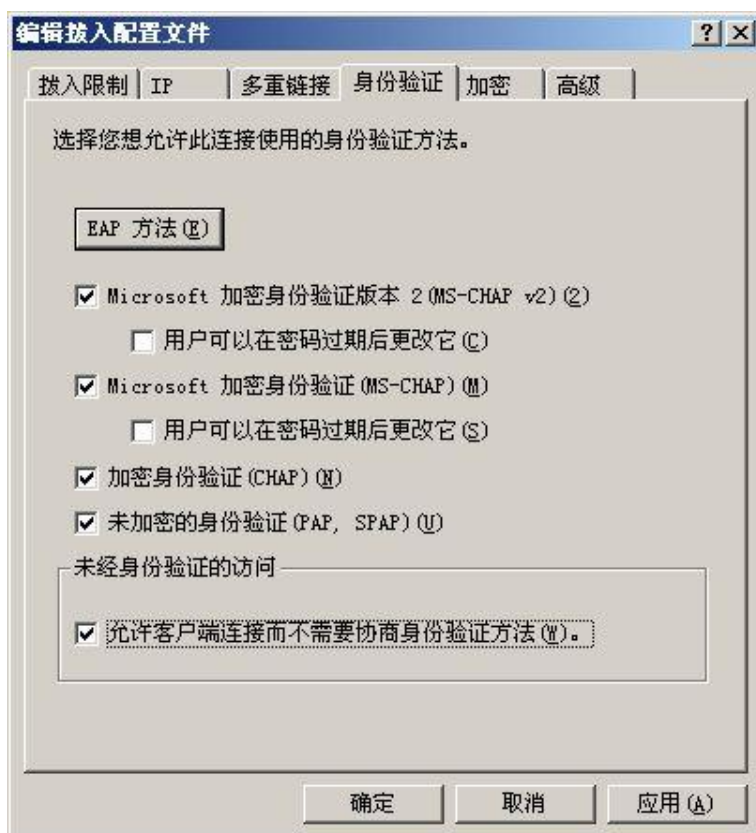 编辑拨入配置文件
拨入限制 IP 多重链接 身份验证 加密 高级
选择您想允许此连接使用的身份验证方法。
EAP 方法(E)
Microsoft 加密身份验证版本 2(MS-CHAP v2)(2)
用户可以在密码过期后更改它(C)
Microsoft 加密身份验证(MS-CHAP)(M)
用户可以在密码过期后更改它(S)
加密身份验证(CHAP)(N)
未加密的身份验证(PAP, SPAP)(U)
未经身份验证的访问
允许客户端连接而不需要协商身份验证方法(W)。
确定 取消 应用(A)